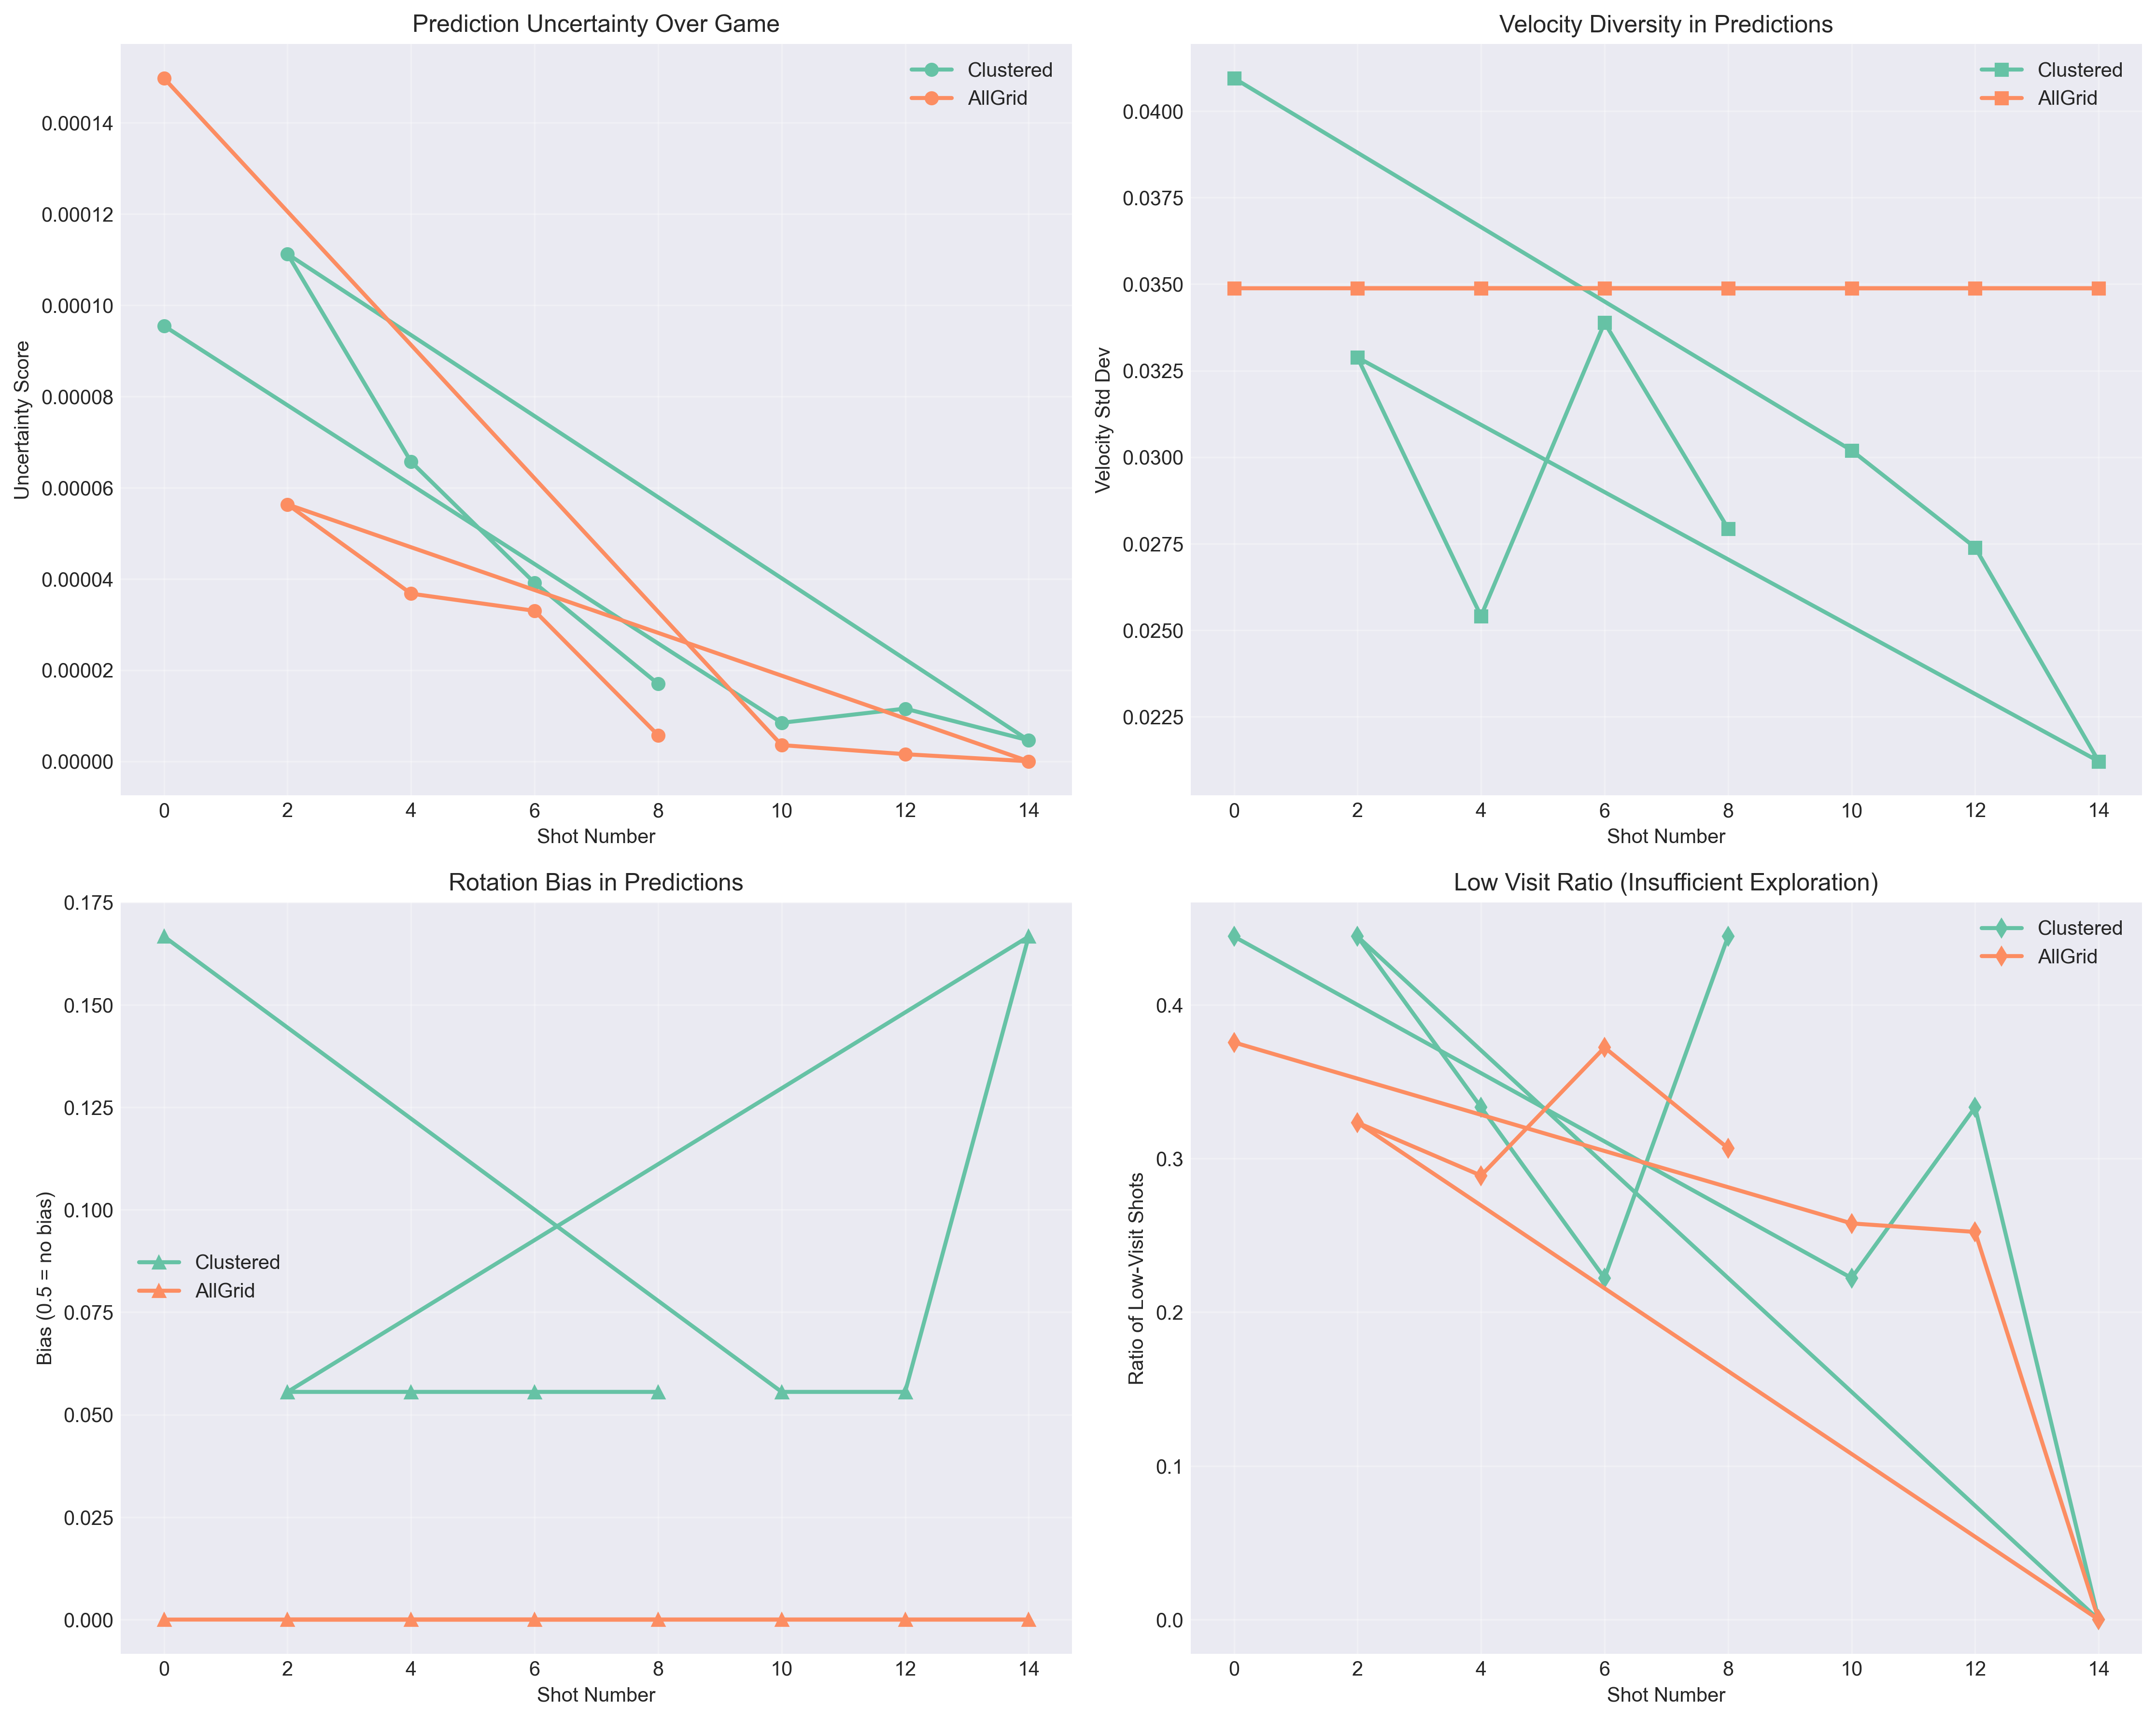 Prediction Uncertainty Over Game
Clustered
AllGrid
0.00014
0.00012
0.00010
0.00008
0.00006
0.00004
0.00002
0.00000
Uncertainty Score
0 2 4 6 8 10 12 14
Shot Number
Velocity Diversity in Predictions
Clustered
AllGrid
0.0400
0.0375
0.0350
0.0325
0.0300
0.0275
0.0250
0.0225
Velocity Std Dev
0 2 4 6 8 10 12 14
Shot Number
Rotation Bias in Predictions
0.175
0.150
0.125
0.100
0.075
0.050
0.025
0.000
Bias (0.5 = no bias)
Clustered
AllGrid
0 2 4 6 8 10 12 14
Shot Number
Low Visit Ratio (Insufficient Exploration)
Clustered
AllGrid
0.4
0.3
0.2
0.1
0.0
Ratio of Low-Visit Shots
0 2 4 6 8 10 12 14
Shot Number